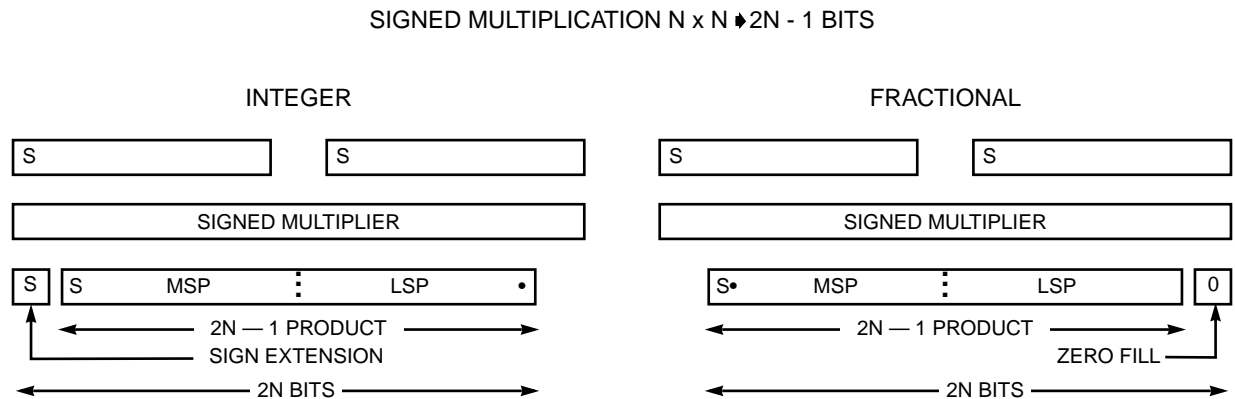 SIGNED MULTIPLICATION N x N ➧ 2N - 1 BITS
INTEGER
S
S
SIGNED MULTIPLIER
S
S MSP LSP •
2N — 1 PRODUCT
SIGN EXTENSION
2N BITS
FRACTIONAL
S
S
SIGNED MULTIPLIER
S• MSP LSP
0
2N — 1 PRODUCT
ZERO FILL
2N BITS